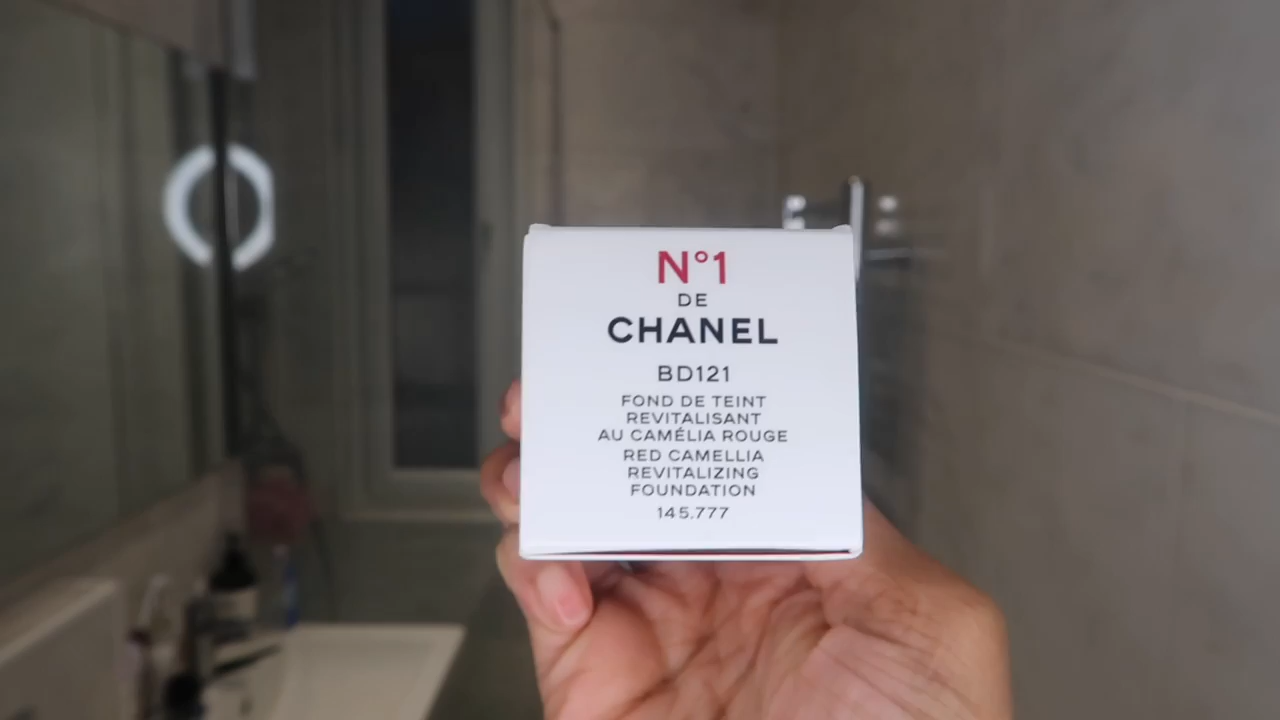 N°1
DE
CHANEL
BD121
FOND DE TEINT
REVITALISANT
AU CAMÉLIA ROUGE
RED CAMELLIA
REVITALIZING
FOUNDATION
145.777